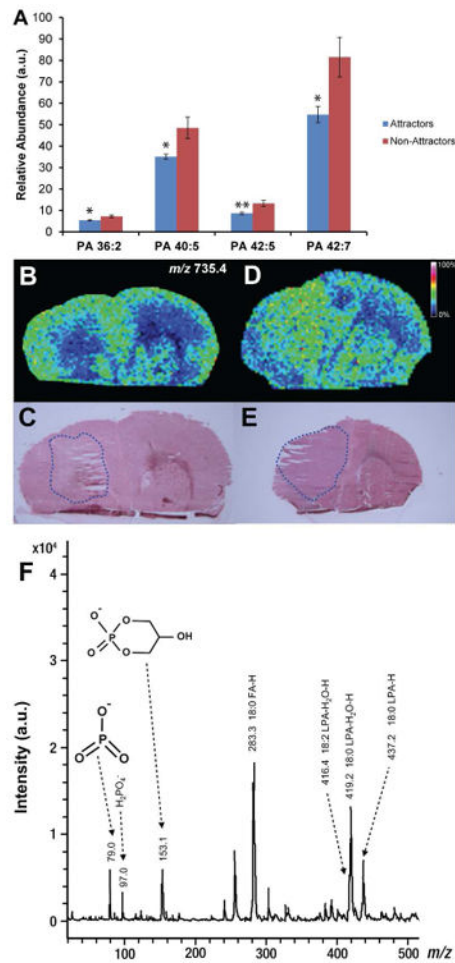 A
Relative Abundance (a.u.)
100
90
80
70
60
50
40
30
20
10
0
*
*
**
*
PA 36:2 PA 40:5 PA 42:5 PA 42:7
Attractors
Non-Attractors
B
m/z 735.4
D
100%
0%
C
E
F
x10⁴
Intensity (a.u.)
3
2
1
0
O⁻
O
P
O
O
OH
O⁻
P
O
O
79.0
97.0 H₂PO₄⁻
153.1
283.3 18:0 FA-H
416.4 18:2 LPA-H₂O-H
419.2 18:0 LPA-H₂O-H
437.2 18:0 LPA-H
100 200 300 400 500 m/z